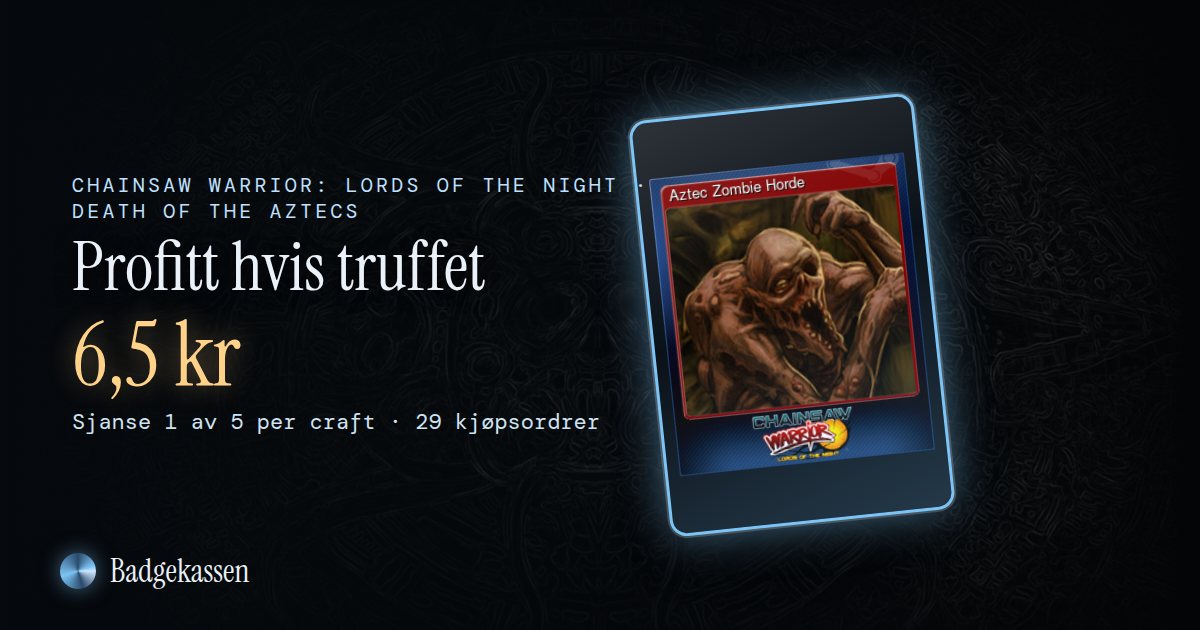 CHAINSAW WARRIOR: LORDS OF THE NIGHT ·
DEATH OF THE AZTECS
Profitt hvis truffet
6,5 kr
Sjanse 1 av 5 per craft · 29 kjøpsordrer
Badgekassen
Aztec Zombie Horde
CHAINSAW
WARRIOR
LORDS OF THE NIGHT